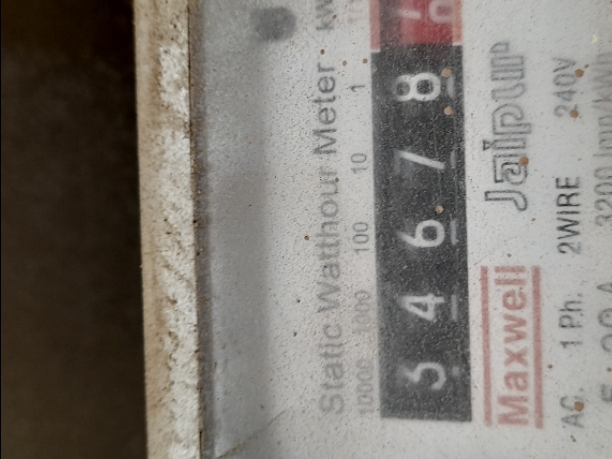 Static Watthour Meter
10000 1000 100 10 1
4 6 7 8
Maxwell Jaipur
AC. 1 Ph. 2WIRE 240V